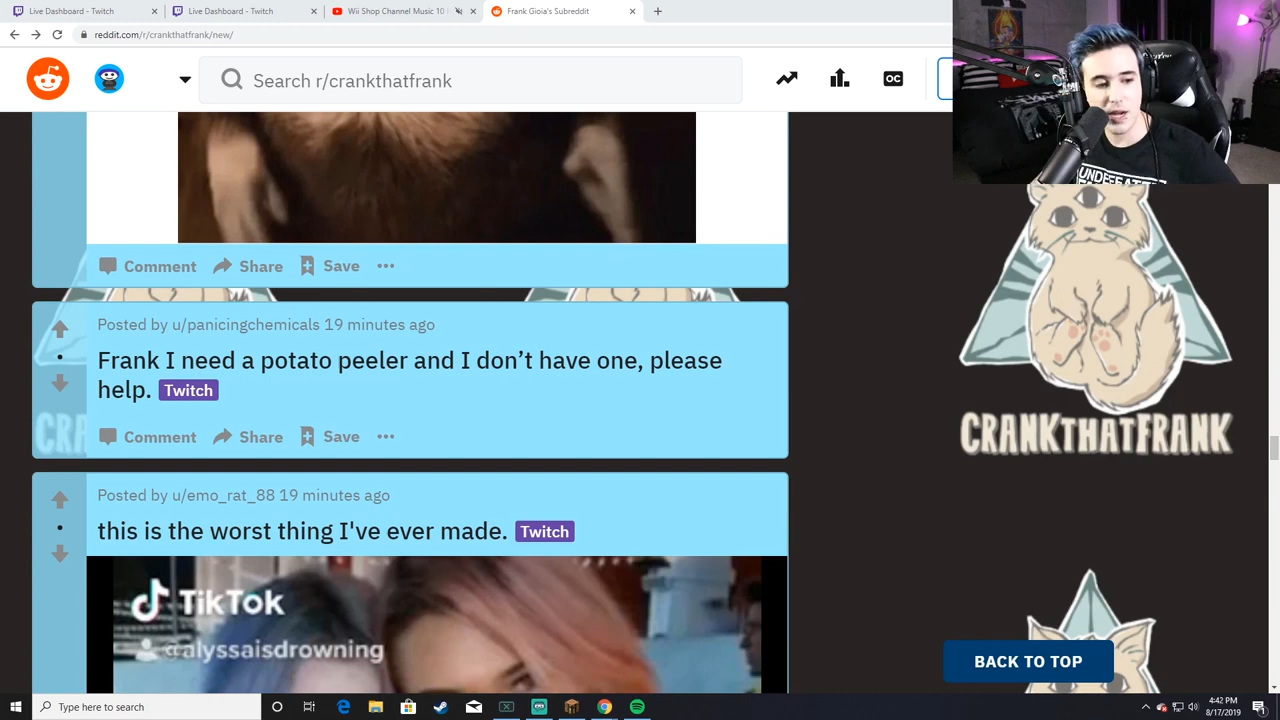 Live Dashboard - Twitch
Live Dashboard - Twitch
Wii Shop Channel Music 10
Frank Gioia's Subreddit
reddit.com/r/crankthatfrank/new/
Search r/crankthatfrank
OC
UNDEFEATED
Comment
Share
Save
Posted by u/panicingchemicals 19 minutes ago
Frank I need a potato peeler and I don’t have one, please
help. Twitch
Comment
Share
Save
CRANKTHATFRANK
Posted by u/emo_rat_88 19 minutes ago
this is the worst thing I've ever made. Twitch
TikTok
@alyssaisdrowning
BACK TO TOP
Type here to search
4:42 PM
8/17/2019